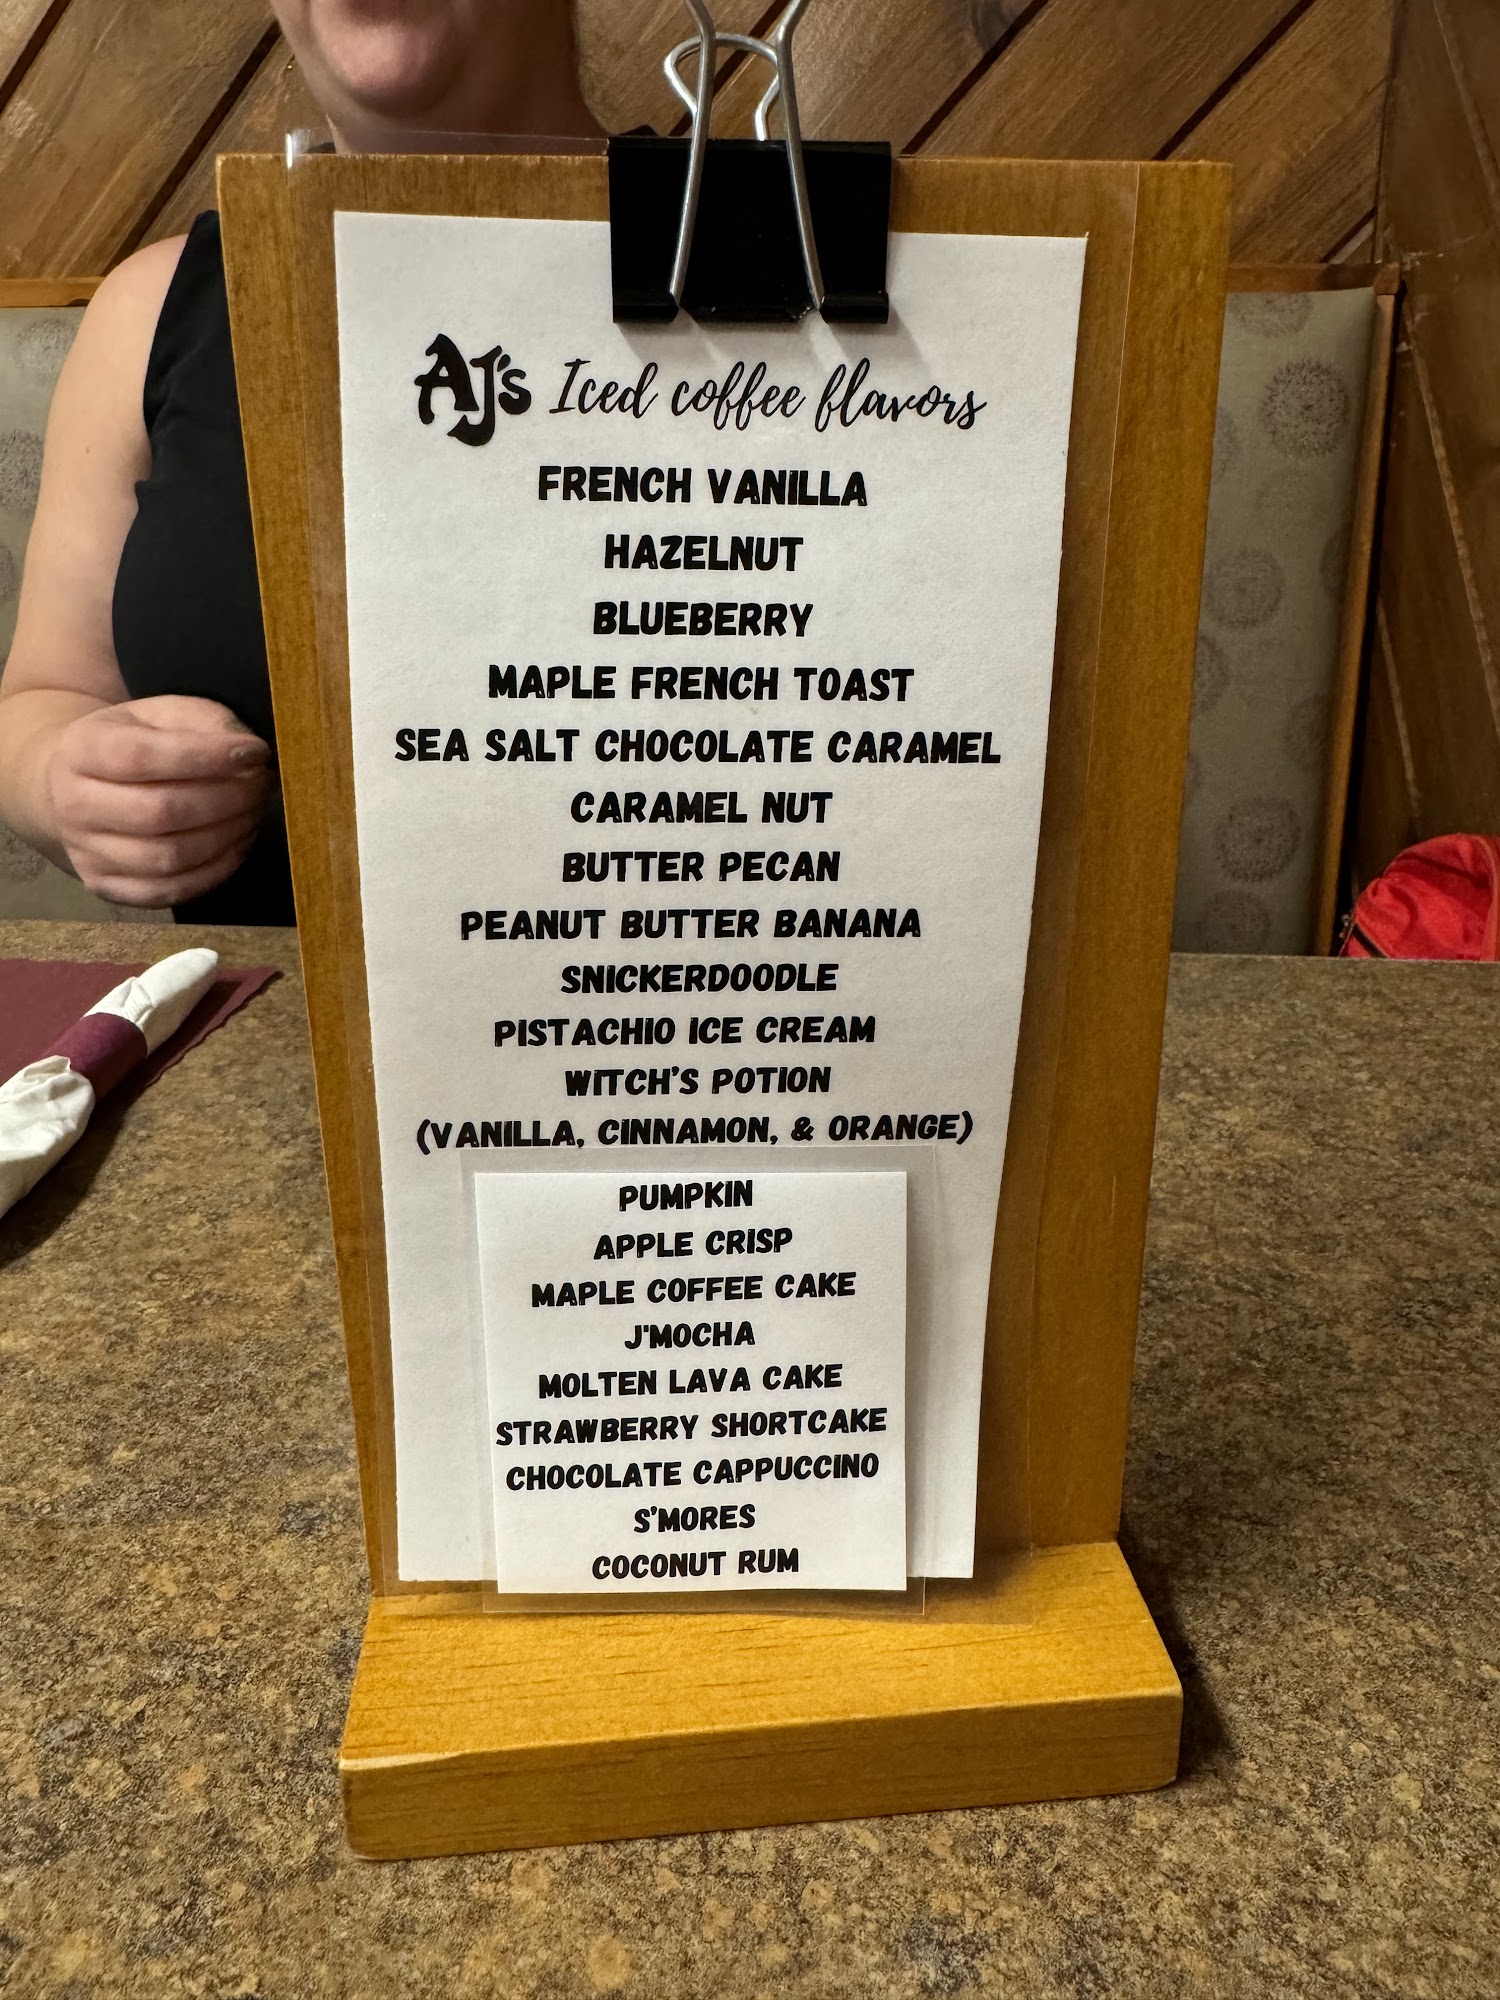 AJ's Iced coffee flavors
FRENCH VANILLA
HAZELNUT
BLUEBERRY
MAPLE FRENCH TOAST
SEA SALT CHOCOLATE CARAMEL
CARAMEL NUT
BUTTER PECAN
PEANUT BUTTER BANANA
SNICKERDOODLE
PISTACHIO ICE CREAM
WITCH'S POTION
(VANILLA, CINNAMON, & ORANGE)
PUMPKIN
APPLE CRISP
MAPLE COFFEE CAKE
J'MOCHA
MOLTEN LAVA CAKE
STRAWBERRY SHORTCAKE
CHOCOLATE CAPPUCCINO
S'MORES
COCONUT RUM